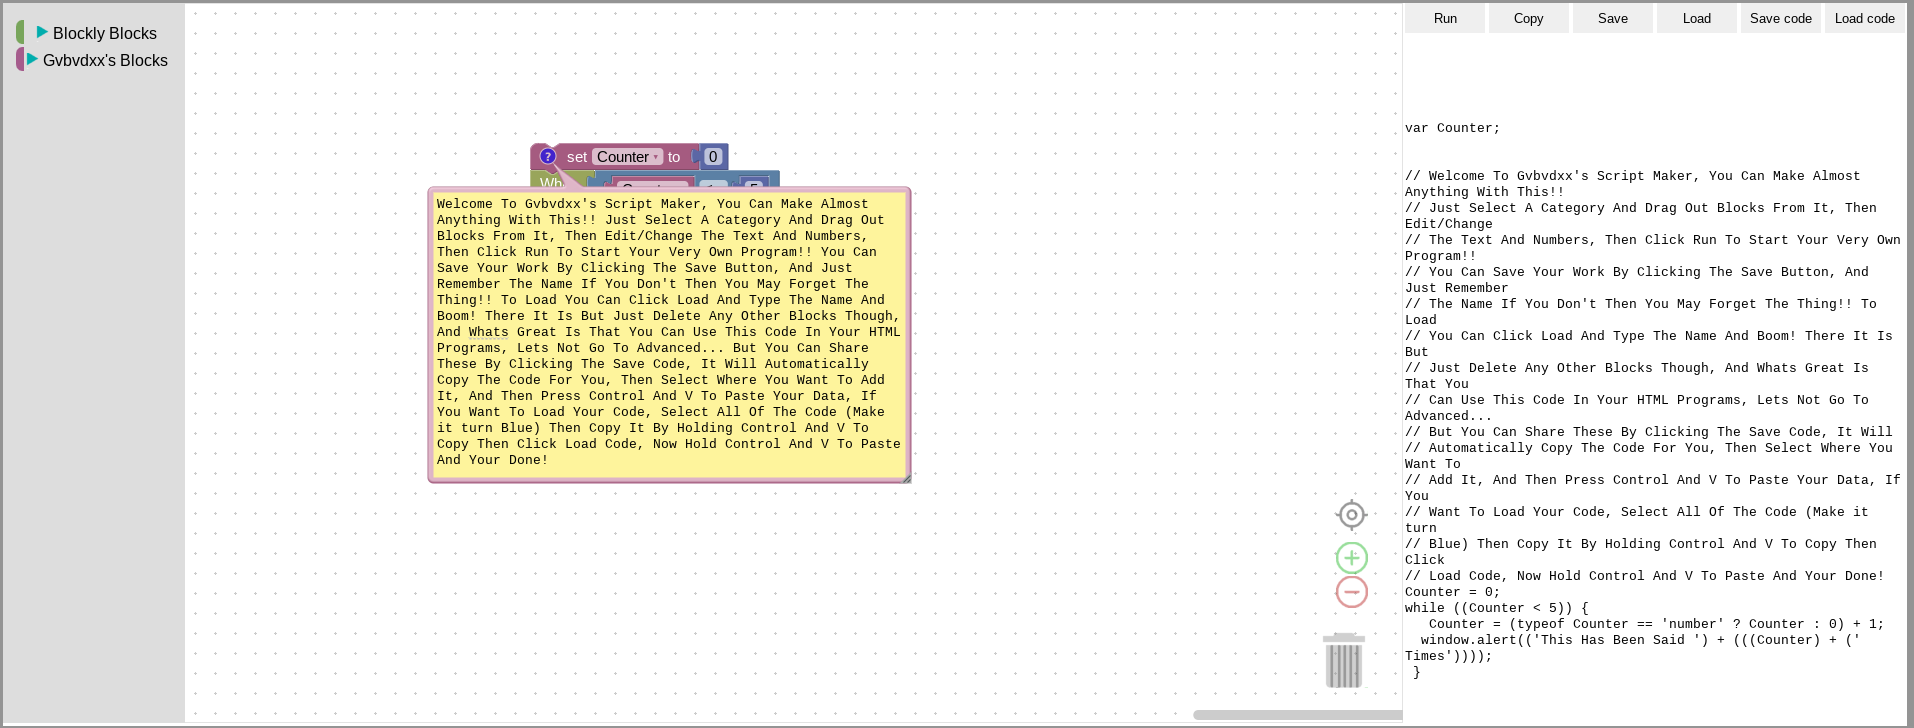 Blockly Blocks
Gvbvdxx's Blocks
Run
Copy
Save
Load
Save code
Load code
? set Counter to 0
Welcome To Gvbvdxx's Script Maker, You Can Make Almost
Anything With This!! Just Select A Category And Drag Out
Blocks From It, Then Edit/Change The Text And Numbers,
Then Click Run To Start Your Very Own Program!! You Can
Save Your Work By Clicking The Save Button, And Just
Remember The Name If You Don't Then You May Forget The
Thing!! To Load You Can Click Load And Type The Name And
Boom! There It Is But Just Delete Any Other Blocks Though,
And Whats Great Is That You Can Use This Code In Your HTML
Programs, Lets Not Go To Advanced... But You Can Share
These By Clicking The Save Code, It Will Automatically
Copy The Code For You, Then Select Where You Want To Add
It, And Then Press Control And V To Paste Your Data, If
You Want To Load Your Code, Select All Of The Code (Make
it turn Blue) Then Copy It By Holding Control And V To
Copy Then Click Load Code, Now Hold Control And V To Paste
And Your Done!
var Counter;
// Welcome To Gvbvdxx's Script Maker, You Can Make Almost
Anything With This!!
// Just Select A Category And Drag Out Blocks From It, Then
Edit/Change
// The Text And Numbers, Then Click Run To Start Your Very Own
Program!!
// You Can Save Your Work By Clicking The Save Button, And
Just Remember
// The Name If You Don't Then You May Forget The Thing!! To
Load
// You Can Click Load And Type The Name And Boom! There It Is
But
// Just Delete Any Other Blocks Though, And Whats Great Is
That You
// Can Use This Code In Your HTML Programs, Lets Not Go To
Advanced...
// But You Can Share These By Clicking The Save Code, It Will
// Automatically Copy The Code For You, Then Select Where You
Want To
// Add It, And Then Press Control And V To Paste Your Data, If
You
// Want To Load Your Code, Select All Of The Code (Make it
turn
// Blue) Then Copy It By Holding Control And V To Copy Then
Click
// Load Code, Now Hold Control And V To Paste And Your Done!
Counter = 0;
while ((Counter < 5)) {
Counter = (typeof Counter == 'number' ? Counter : 0) + 1;
window.alert(('This Has Been Said ') + (((Counter) + ('
Times'))));
}